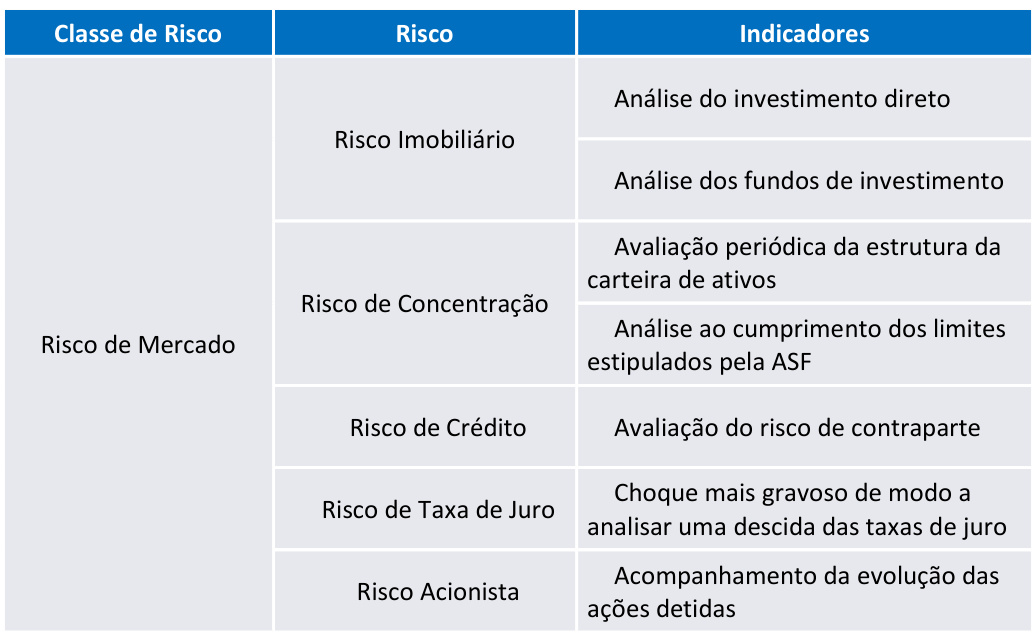 Classe de Risco
Risco
Indicadores
Risco de Mercado
Risco Imobiliário
Análise do investimento direto
Análise dos fundos de investimento
Risco de Concentração
Avaliação periódica da estrutura da
carteira de ativos
Análise ao cumprimento dos limites
estipulados pela ASF
Risco de Crédito
Avaliação do risco de contraparte
Risco de Taxa de Juro
Choque mais gravoso de modo a
analisar uma descida das taxas de juro
Risco Acionista
Acompanhamento da evolução das
ações detidas